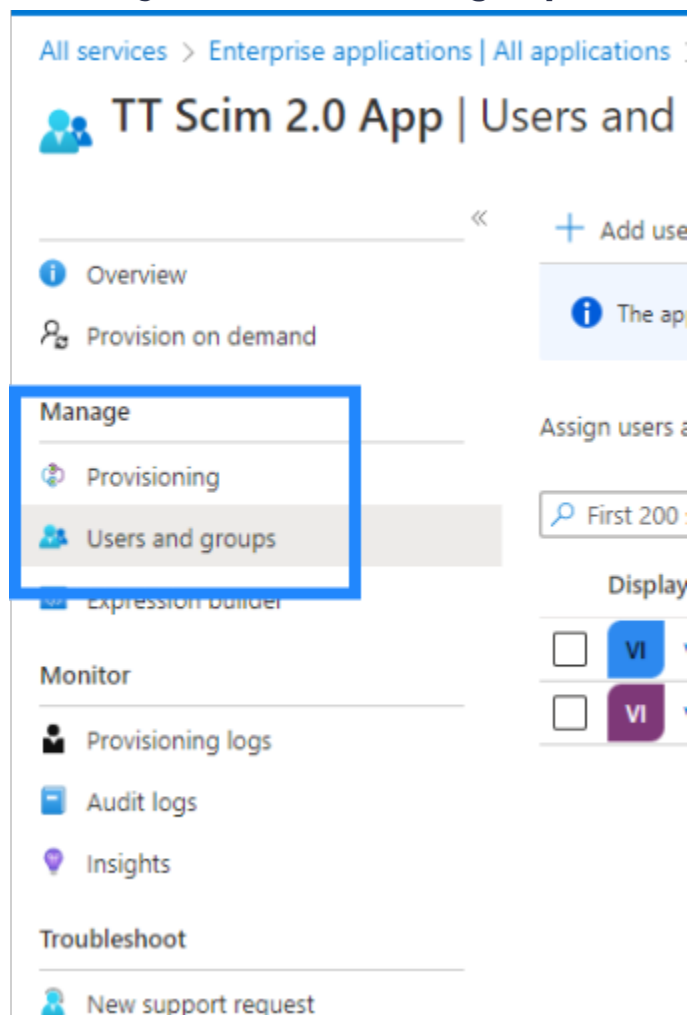 All services > Enterprise applications | All applications
TT Scim 2.0 App | Users and
«
Overview
Provision on demand
Manage
Provisioning
Users and groups
Expression builder
Monitor
Provisioning logs
Audit logs
Insights
Troubleshoot
New support request
+ Add use
The ap
Assign users a
First 200
Display
VI
VI